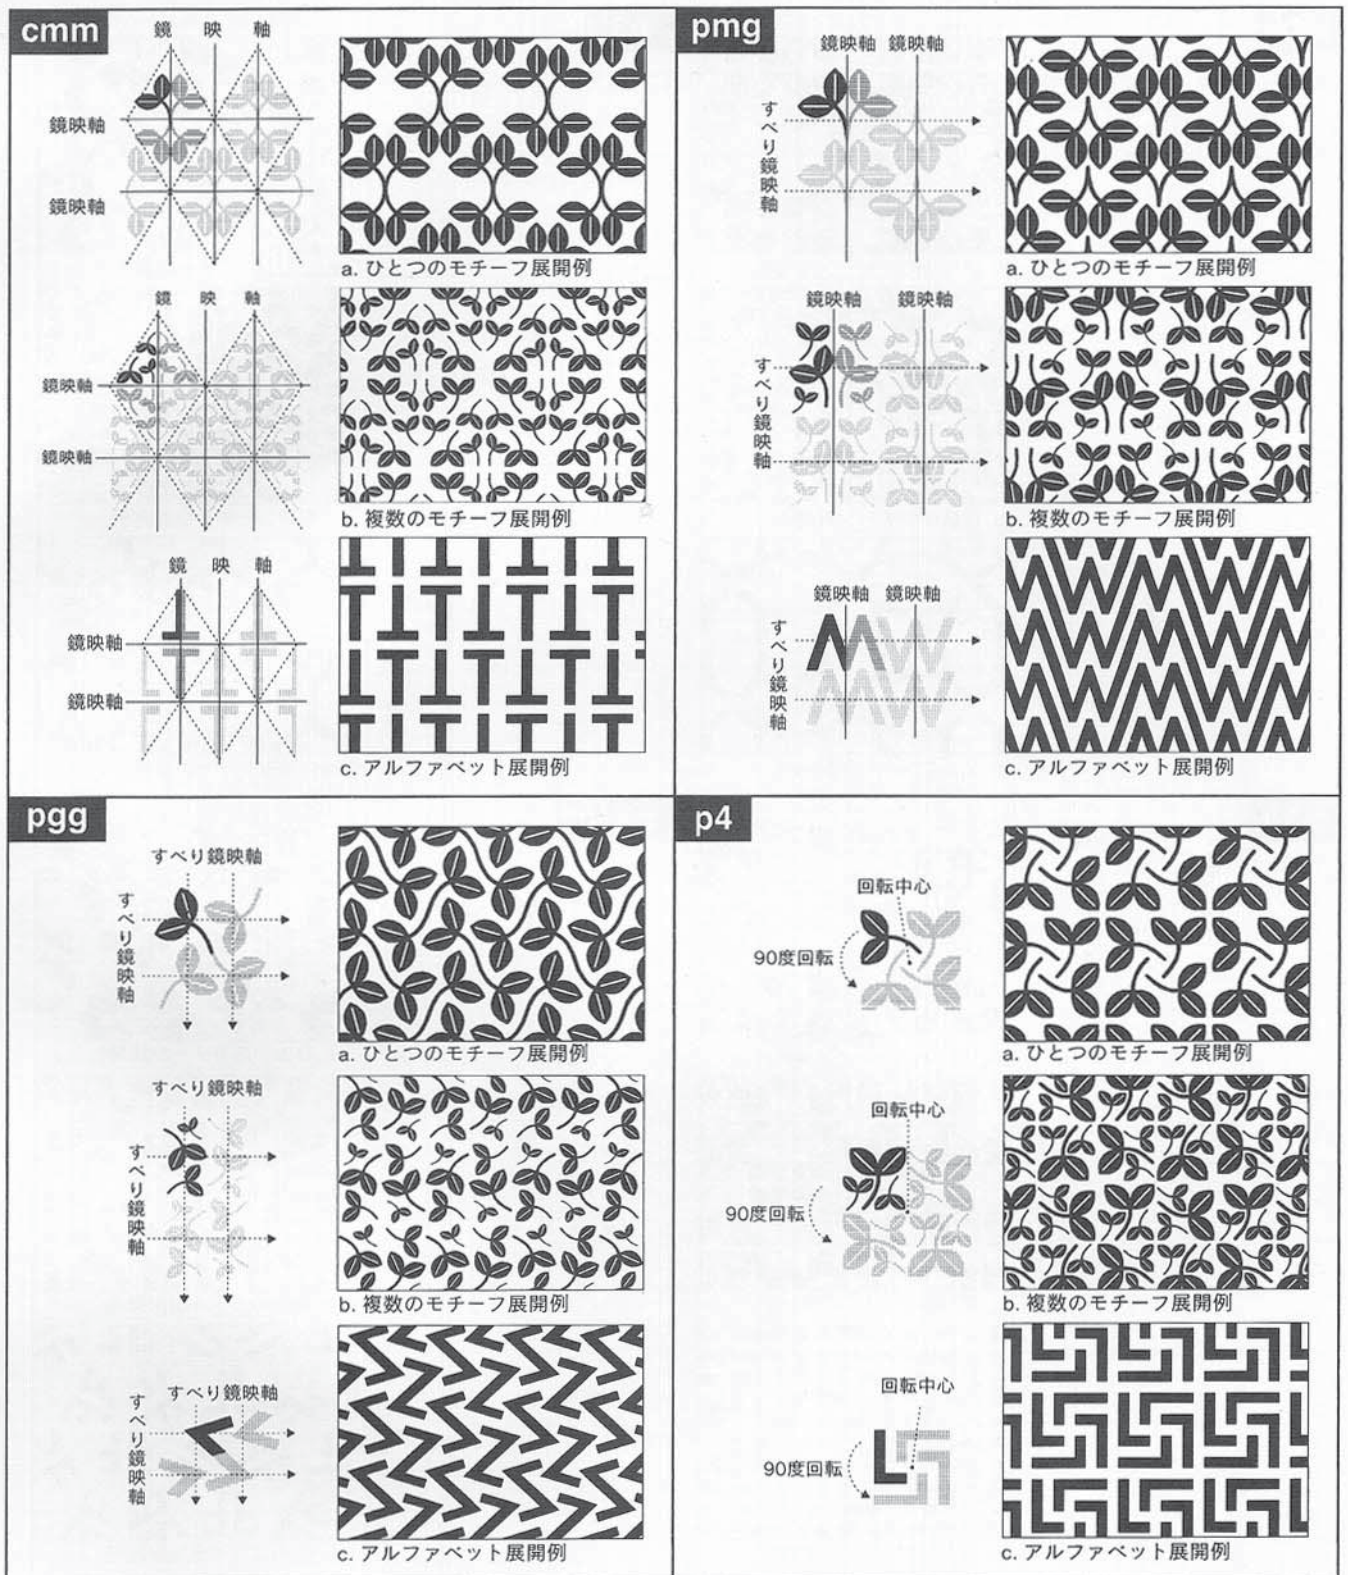 cmm
鏡 映 軸
鏡映軸
鏡映軸
a. ひとつのモチーフ展開例
鏡 映 軸
鏡映軸
鏡映軸
b. 複数のモチーフ展開例
鏡 映 軸
鏡映軸
鏡映軸
c. アルファベット展開例
pmg
鏡映軸 鏡映軸
すべり鏡映軸
a. ひとつのモチーフ展開例
鏡映軸 鏡映軸
すべり鏡映軸
b. 複数のモチーフ展開例
鏡映軸 鏡映軸
すべり鏡映軸
c. アルファベット展開例
pgg
すべり鏡映軸
すべり鏡映軸
a. ひとつのモチーフ展開例
すべり鏡映軸
すべり鏡映軸
b. 複数のモチーフ展開例
すべり鏡映軸
すべり鏡映軸
c. アルファベット展開例
p4
回転中心
90度回転
a. ひとつのモチーフ展開例
回転中心
90度回転
b. 複数のモチーフ展開例
回転中心
90度回転
c. アルファベット展開例